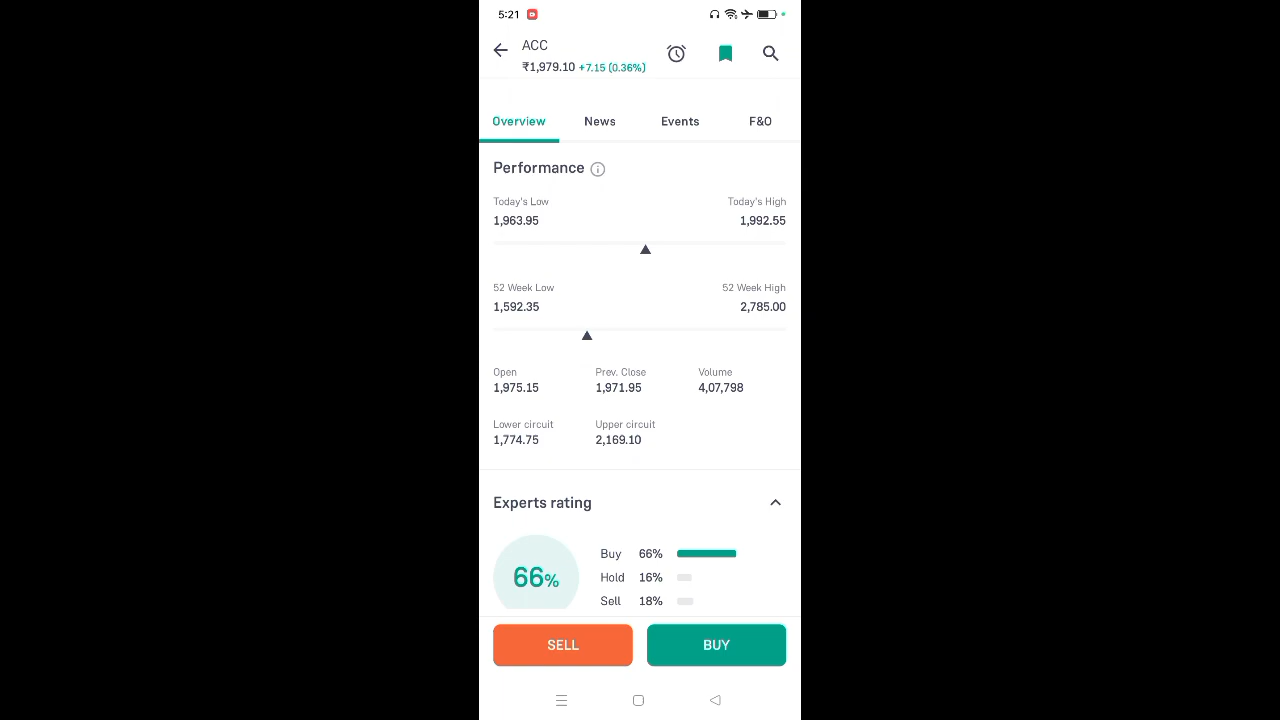 5:21
ACC
₹1,979.10 +7.15 (0.36%)
Overview News Events F&O
Performance
Today's Low Today's High
1,963.95 1,992.55
52 Week Low 52 Week High
1,592.35 2,785.00
Open Prev. Close Volume
1,975.15 1,971.95 4,07,798
Lower circuit Upper circuit
1,774.75 2,169.10
Experts rating
66%
Buy 66%
Hold 16%
Sell 18%
SELL BUY